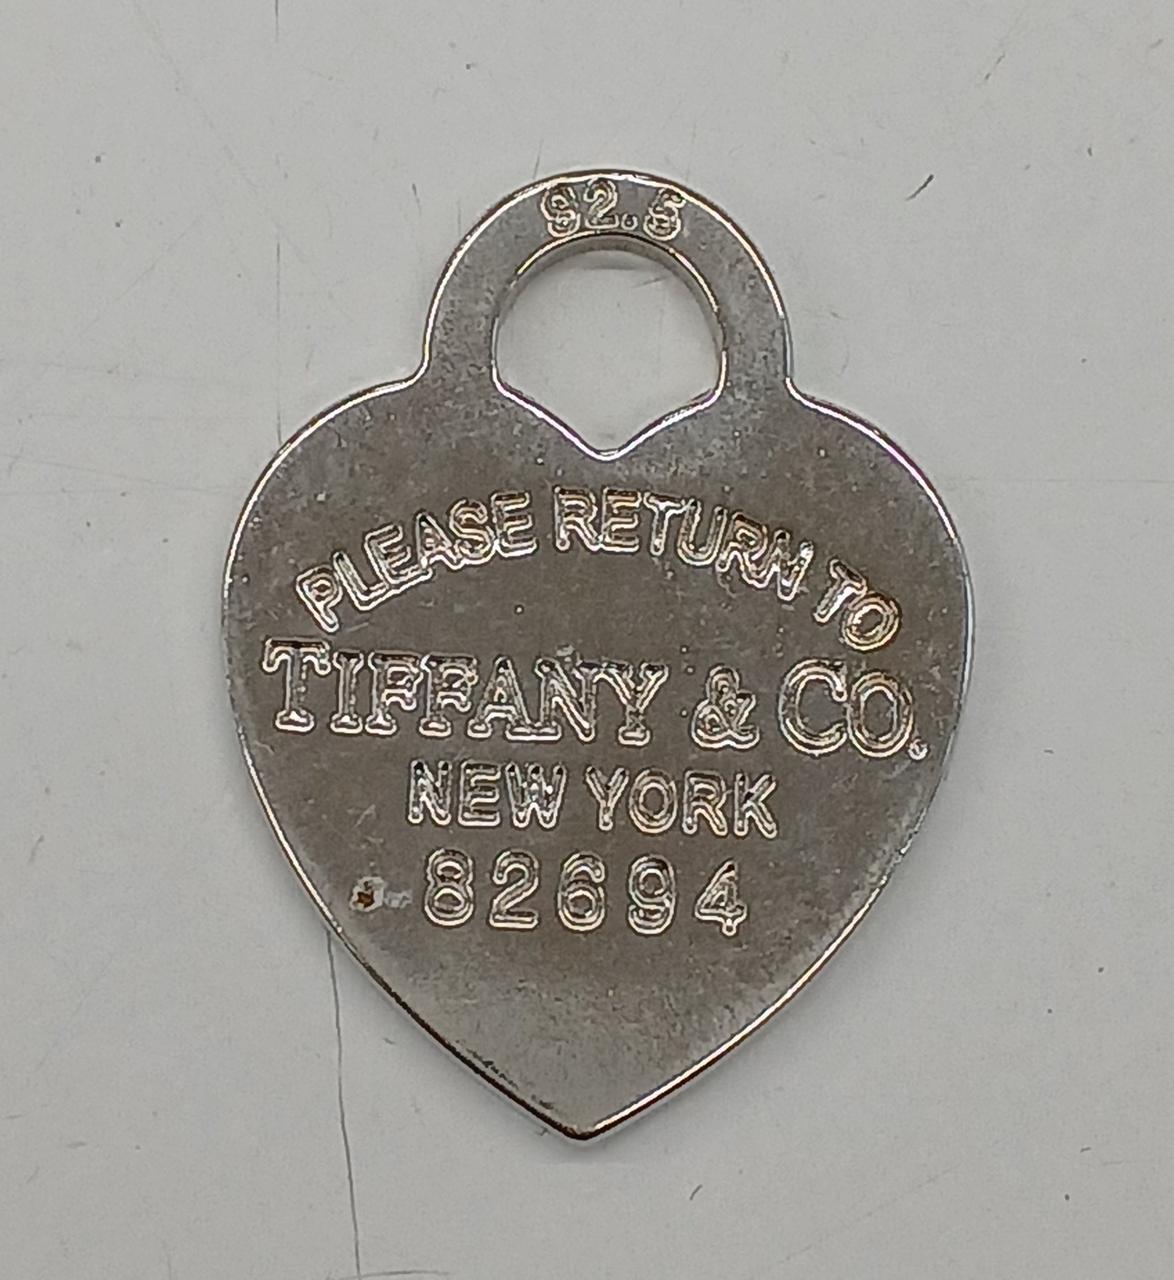 92.5
PLEASE RETURN TO
TIFFANY & CO.
NEW YORK
82694